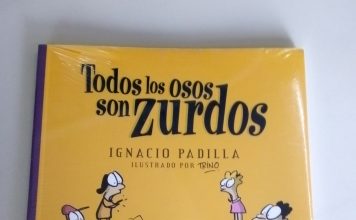 Todos los osos
son zurdos
IGNACIO PADILLA
ILUSTRADO POR TRINO